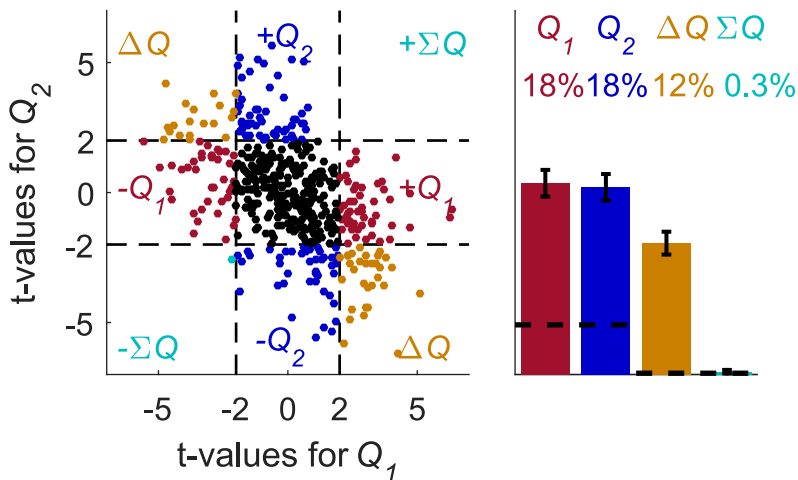 ΔQ +Q2 +ΣQ
5
2
0
-2
-5
-Q1 +Q1
-ΣQ -Q2 ΔQ
-5 -2 0 2 5
t-values for Q1
t-values for Q2
Q1 Q2 ΔQ ΣQ
18% 18% 12% 0.3%